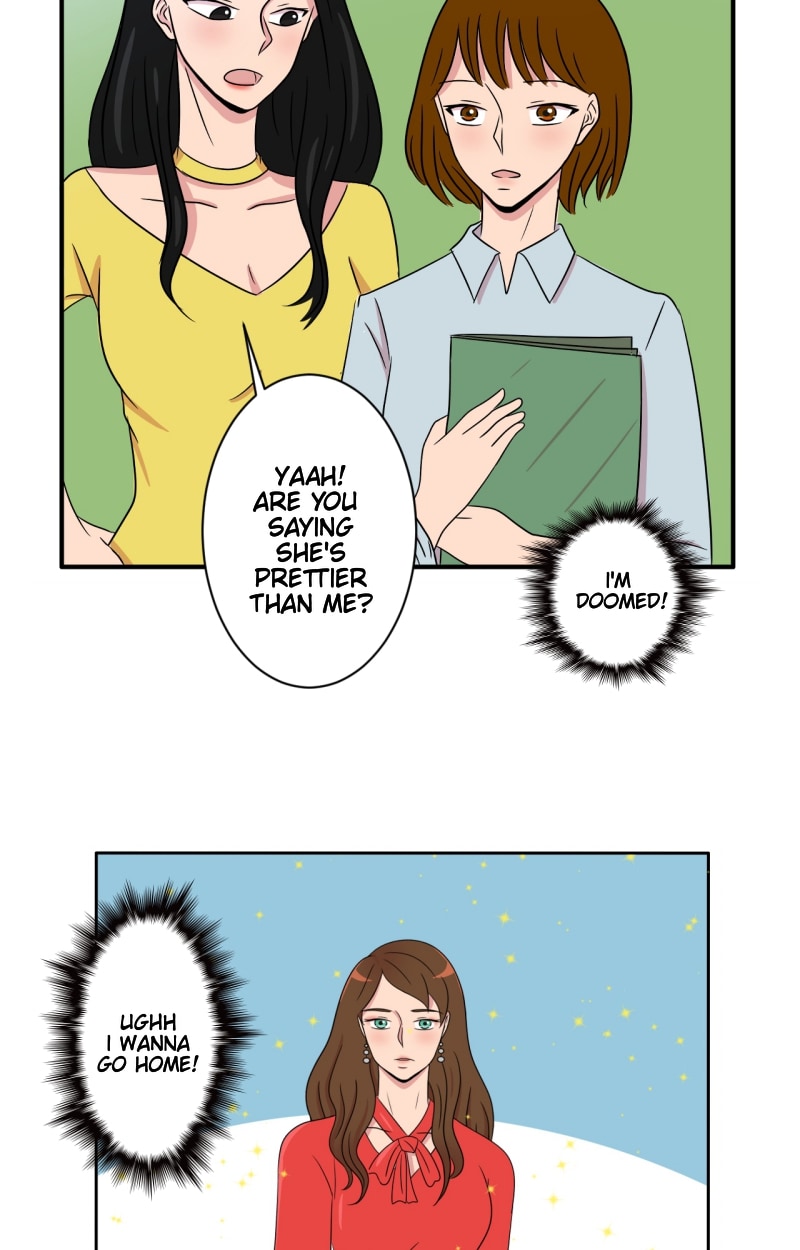 YAAH!
ARE YOU
SAYING
SHE'S
PRETTIER
THAN ME?
I'M
DOOMED!
UGHH
I WANNA
GO HOME!